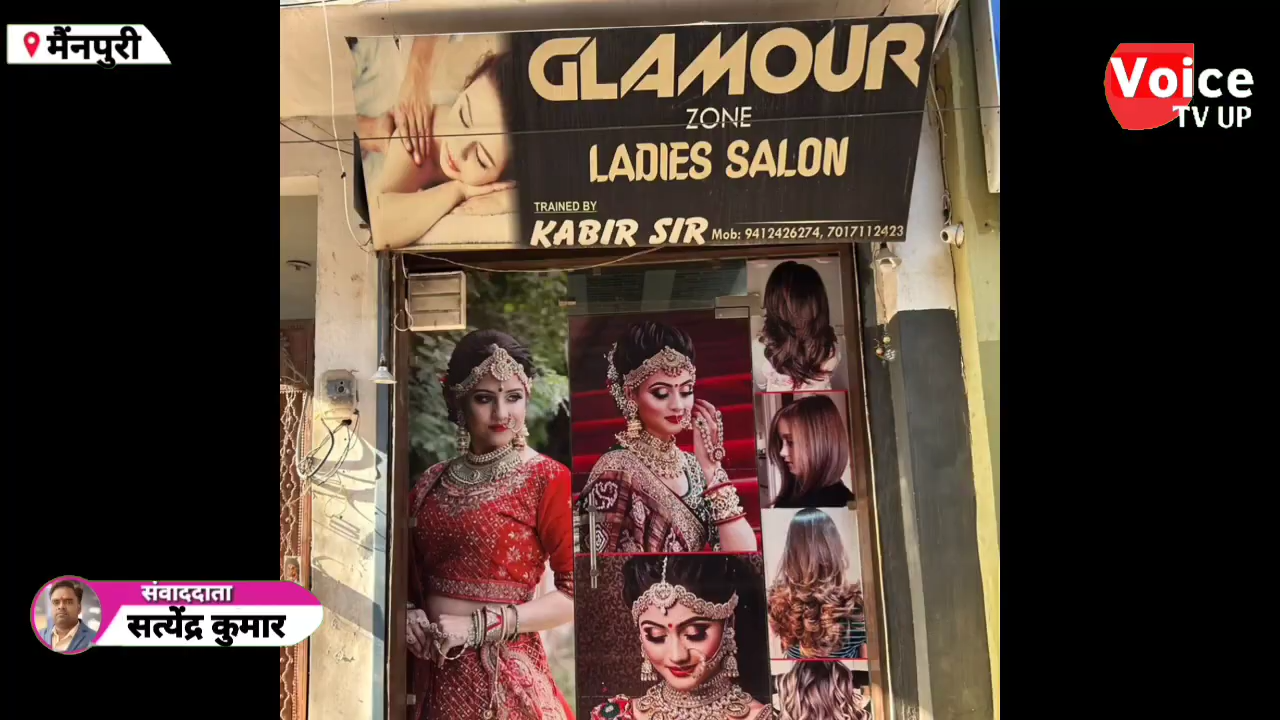 मैंनपुरी
Voice
TV UP
GLAMOUR
ZONE
LADIES SALON
TRAINED BY
KABIR SIR Mob: 9412426274, 7017112423
संवाददाता
सत्येंद्र कुमार